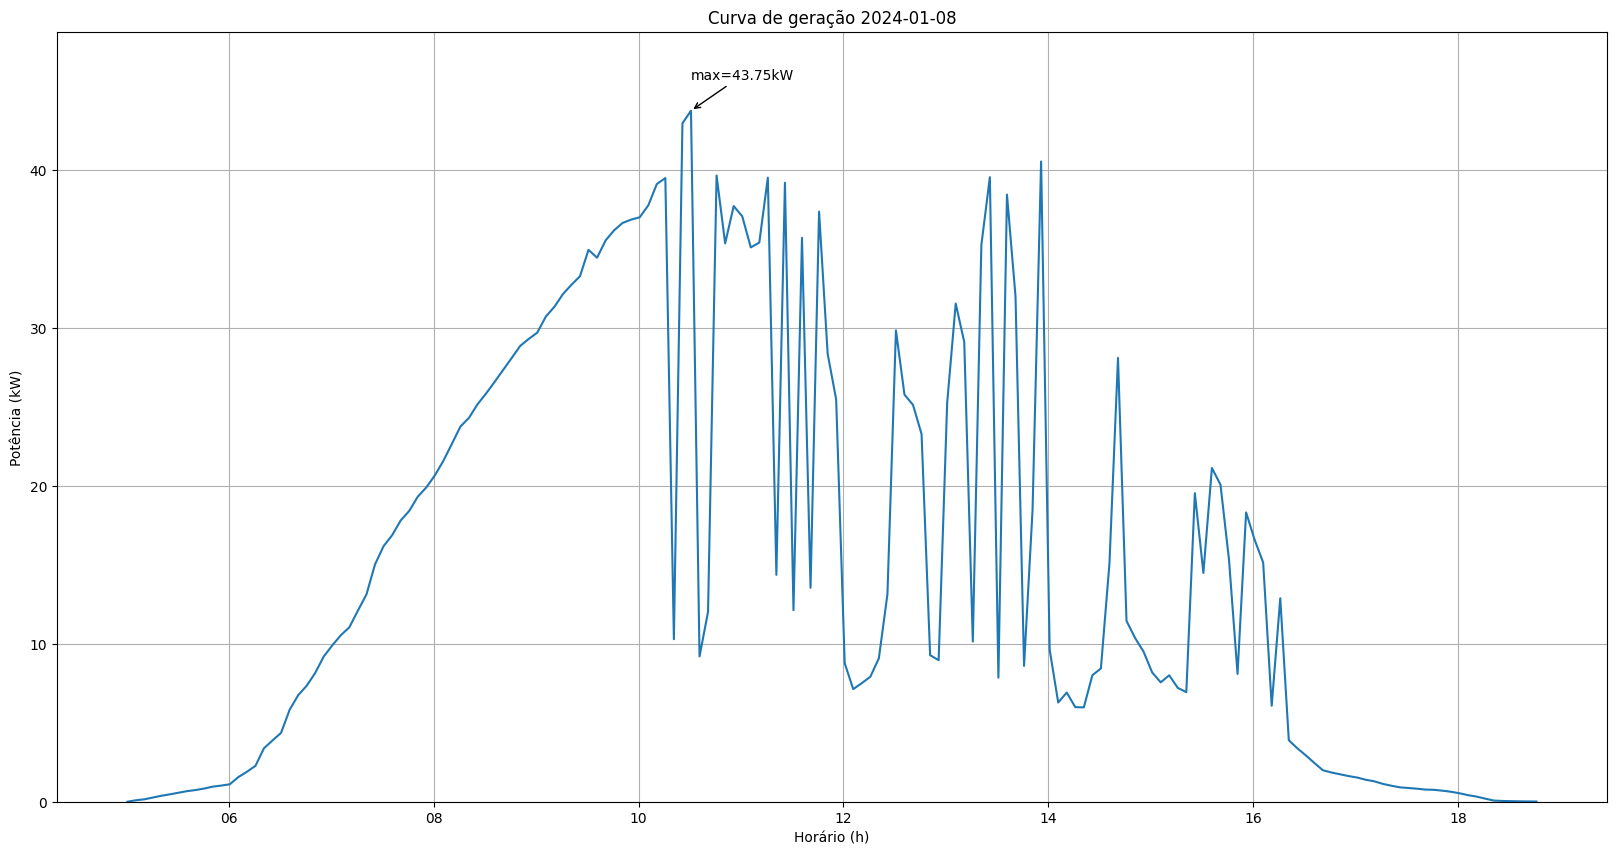 Curva de geração 2024-01-08
max=43.75kW
Potência (kW)
40
30
20
10
0
06 08 10 12 14 16 18
Horário (h)